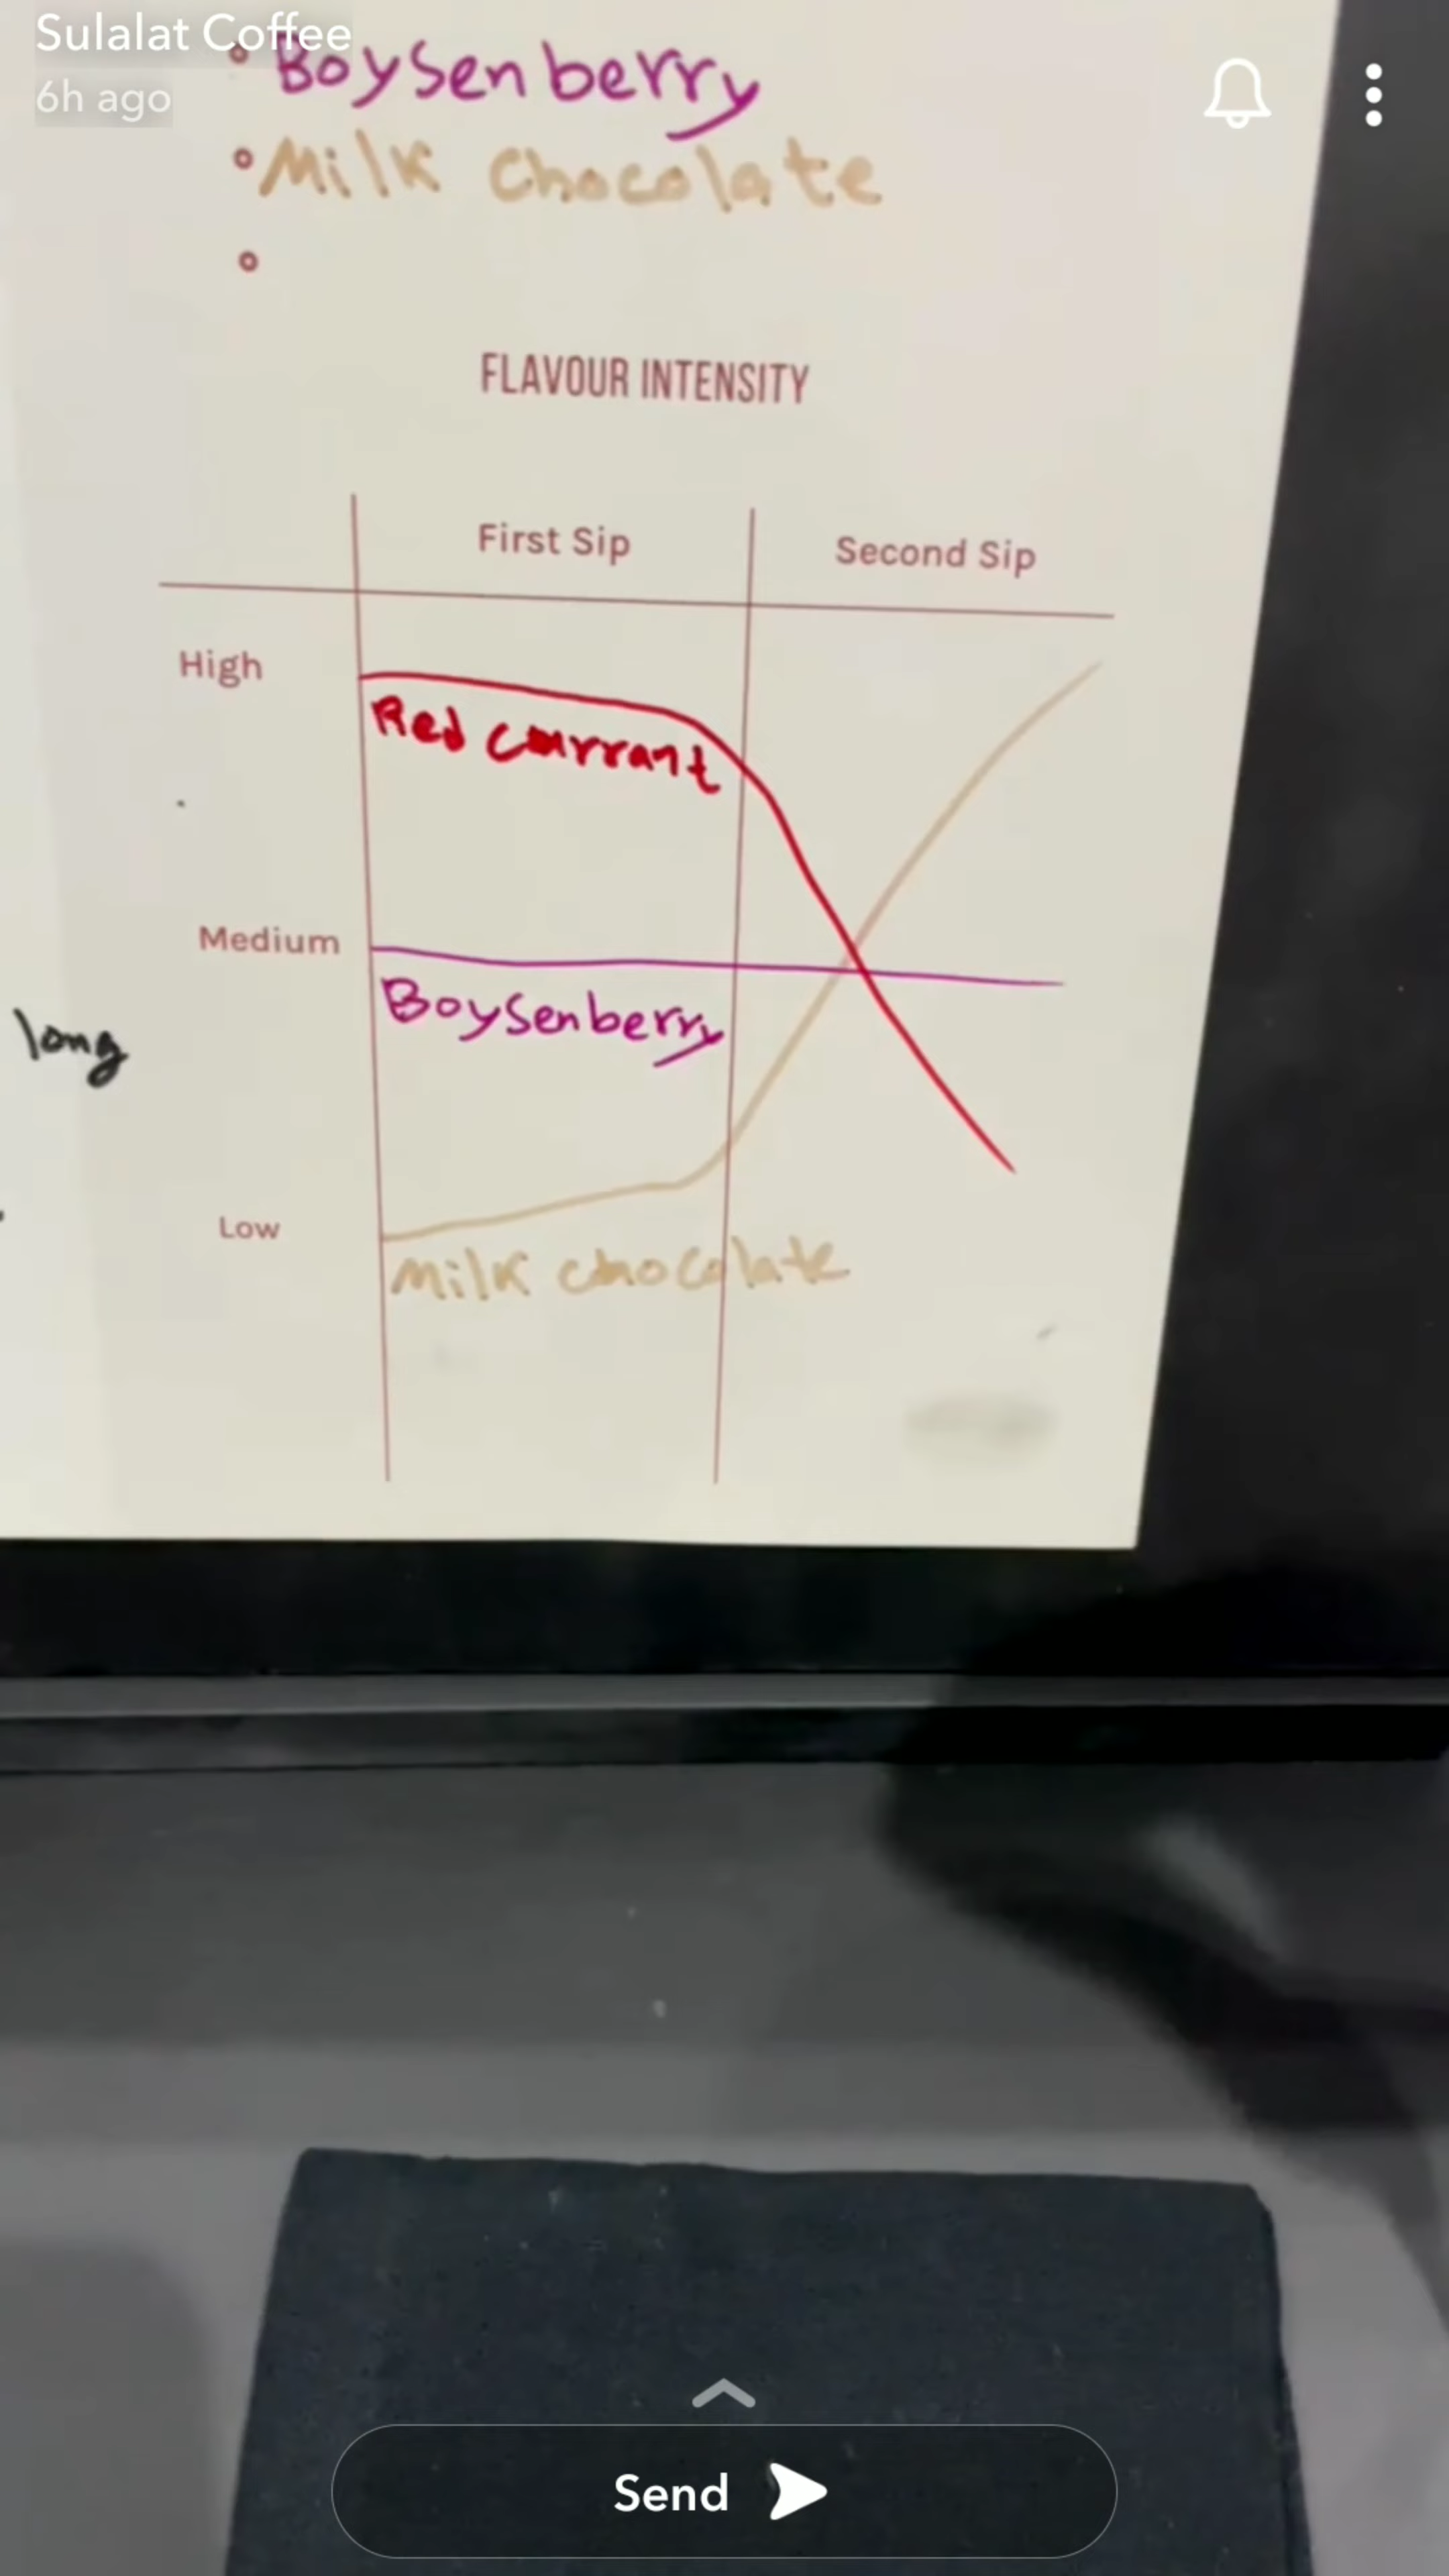 Sulalat Coffee
6h ago
Boysenberry
Milk Chocolate
FLAVOUR INTENSITY
First Sip
Second Sip
High
Red currant
Medium
Boysenberry
long
Low
Milk chocolate
Send